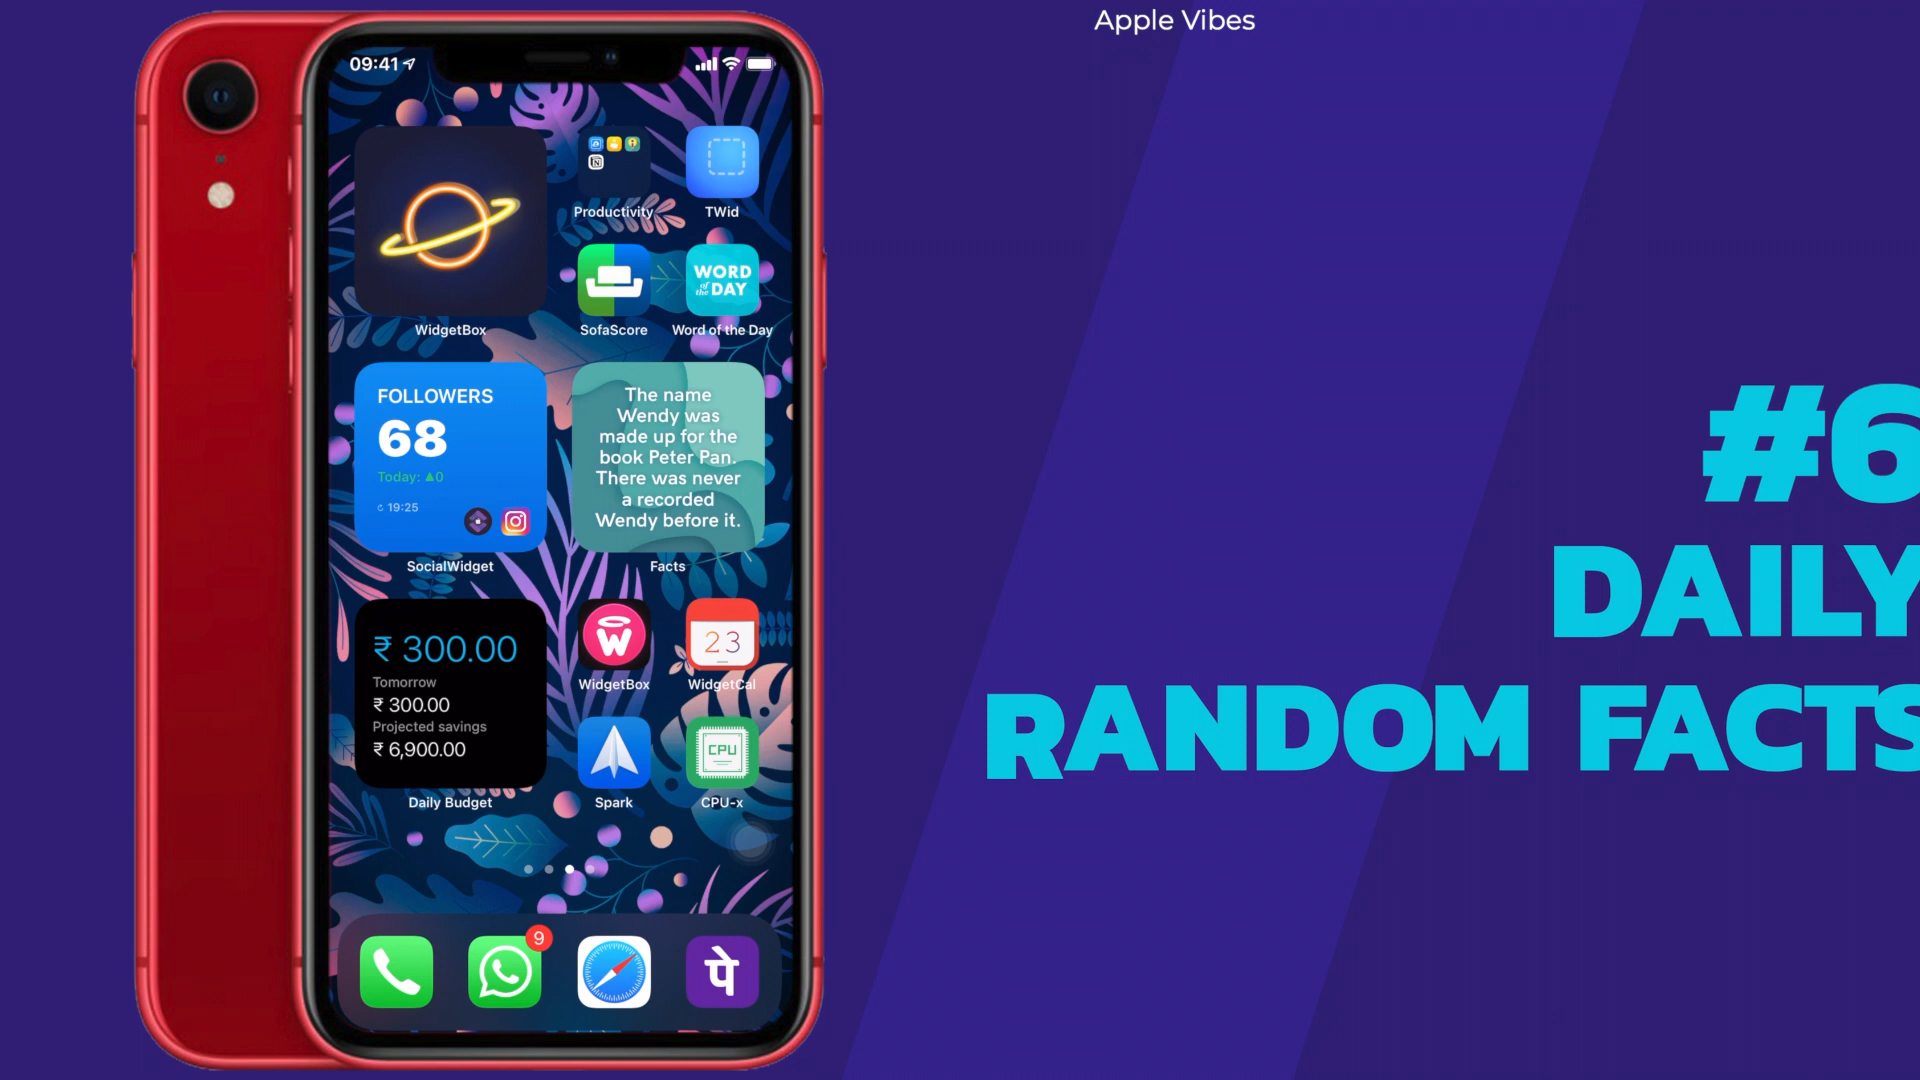 Apple Vibes
09:41
Productivity
TWid
WORD
of the DAY
WidgetBox
SofaScore
Word of the Day
FOLLOWERS
68
Today: ▲0
19:25
SocialWidget
The name
Wendy was
made up for the
book Peter Pan.
There was never
a recorded
Wendy before it.
Facts
₹ 300.00
Tomorrow
₹ 300.00
Projected savings
₹ 6,900.00
Daily Budget
W
WidgetBox
23
WidgetCal
Spark
CPU
CPU-x
9
पे
#6
DAILY
RANDOM FACTS